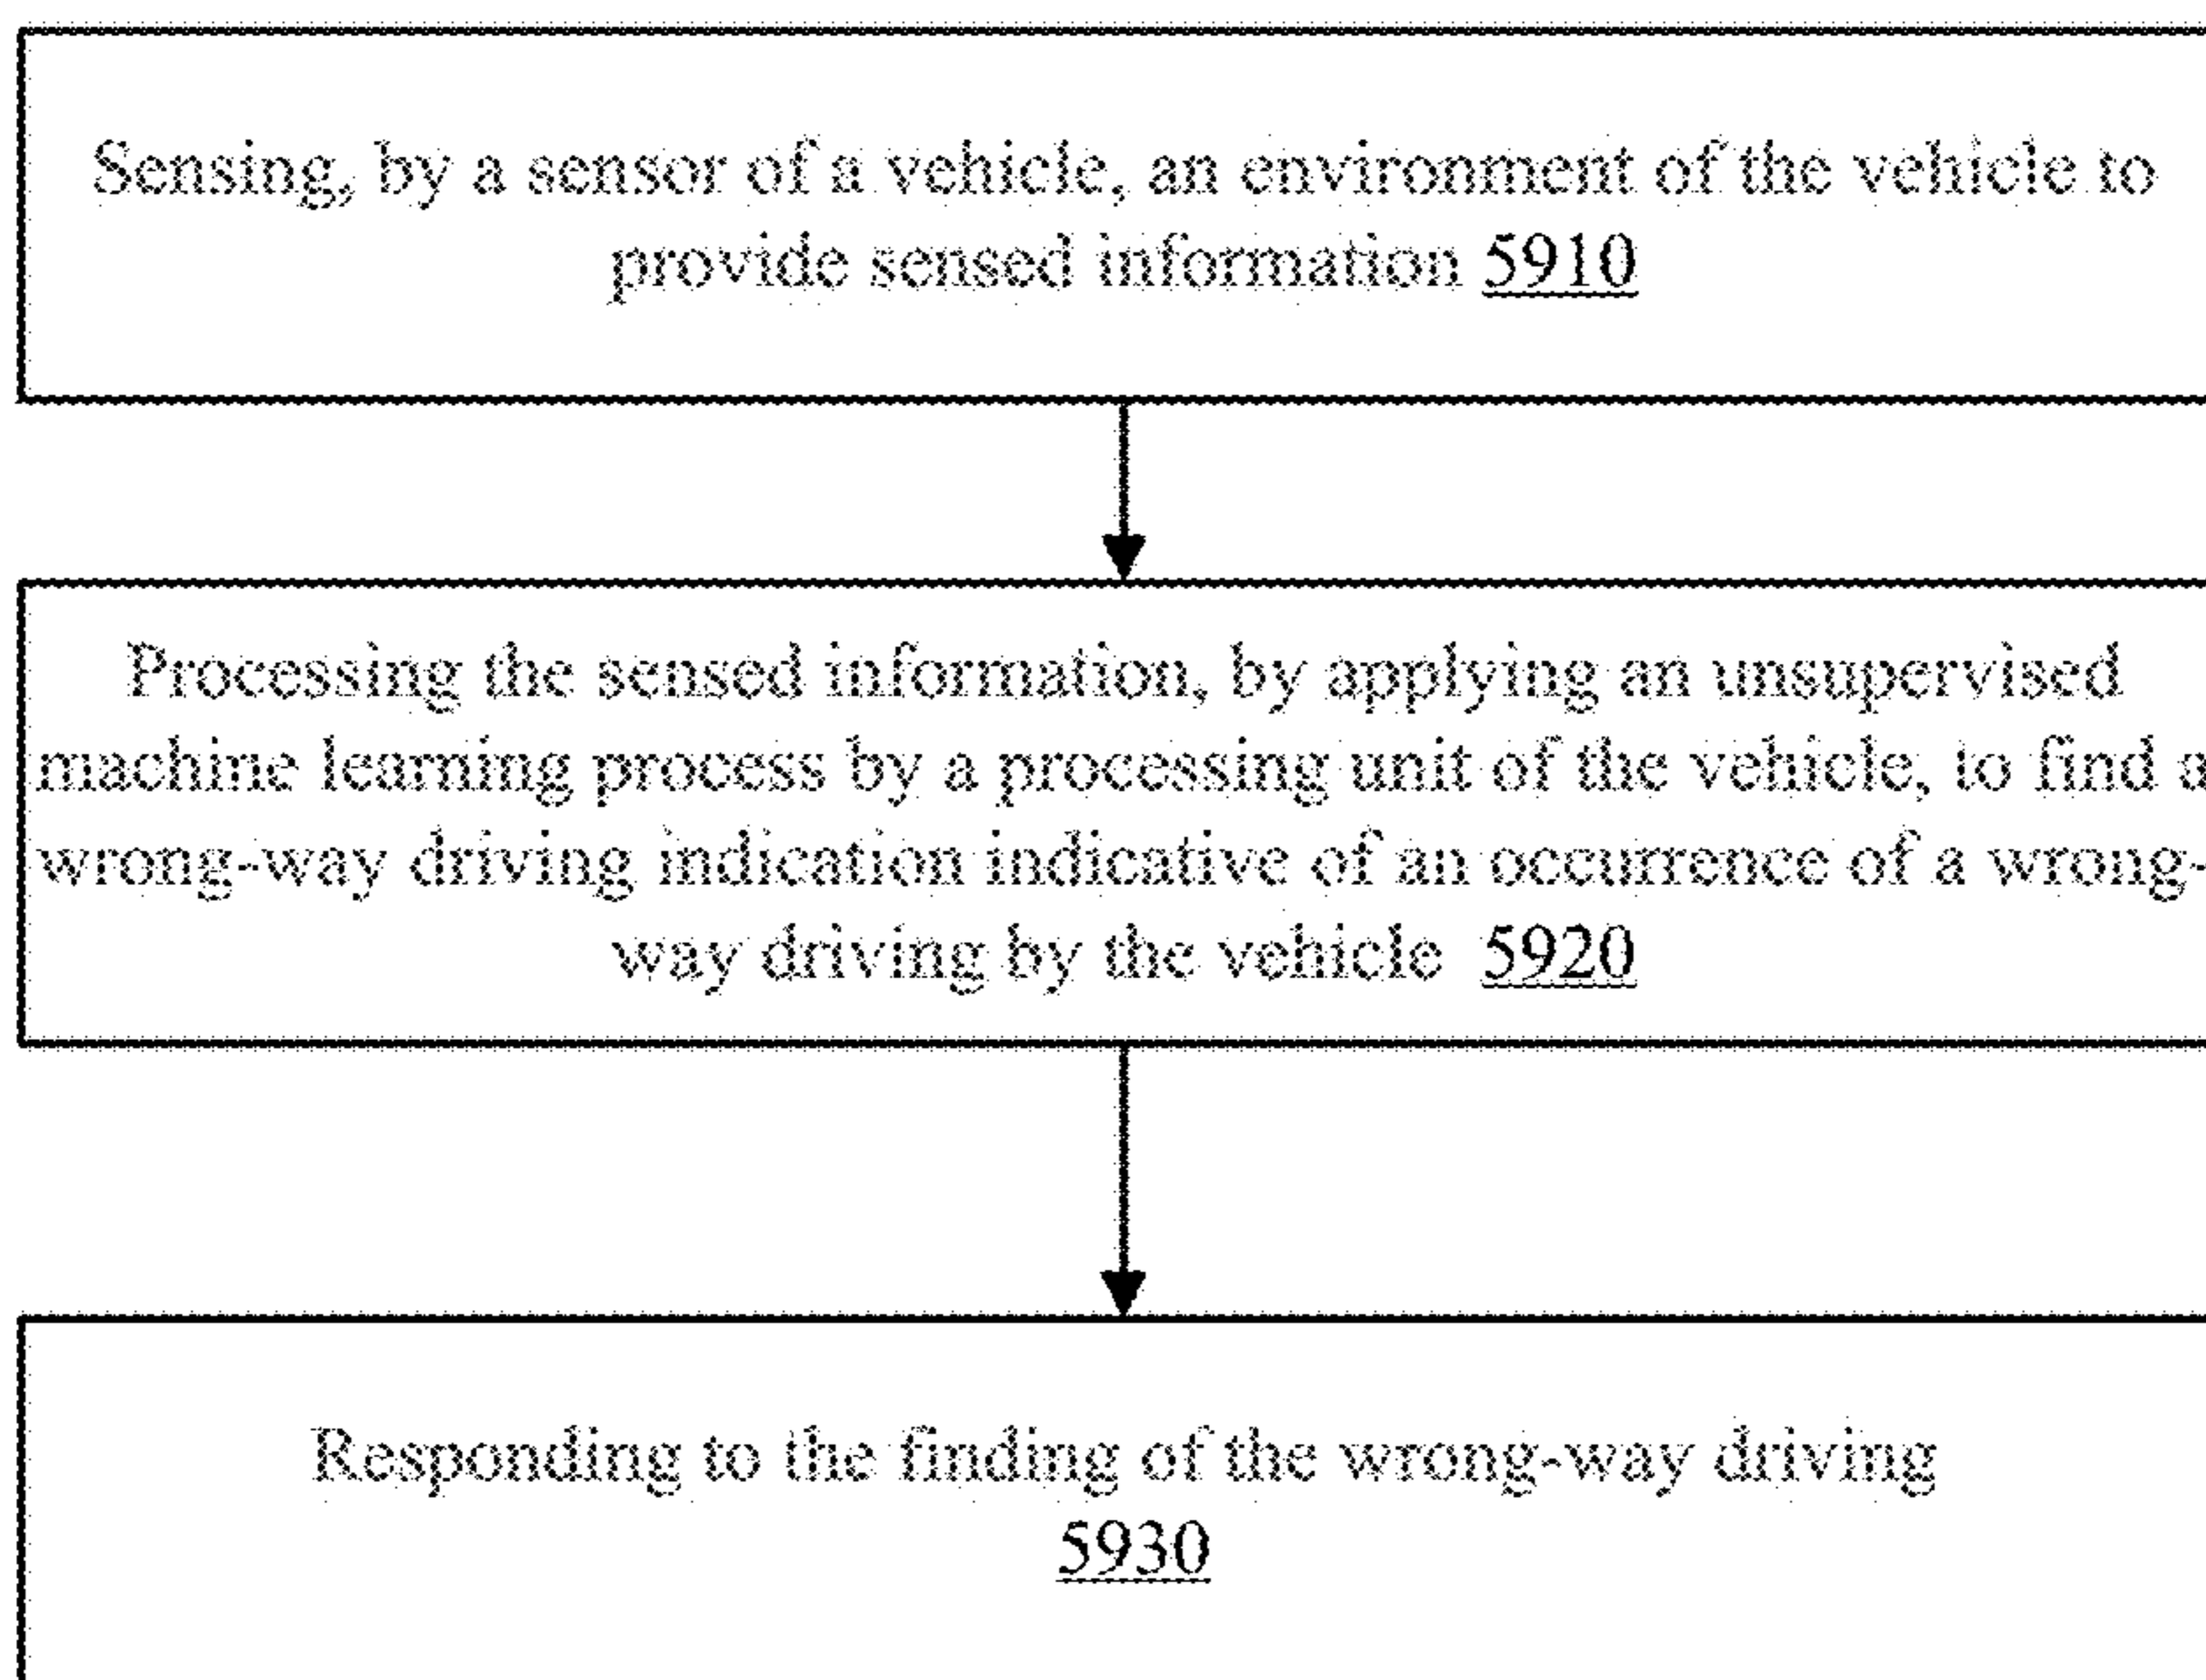 Sensing, by a sensor of a vehicle, an environment of the vehicle to
provide sensed information 5910
Processing the sensed information, by applying an unsupervised
machine learning process by a processing unit of the vehicle, to find a
wrong-way driving indication indicative of an occurrence of a wrong-
way driving by the vehicle 5920
Responding to the finding of the wrong-way driving
5930